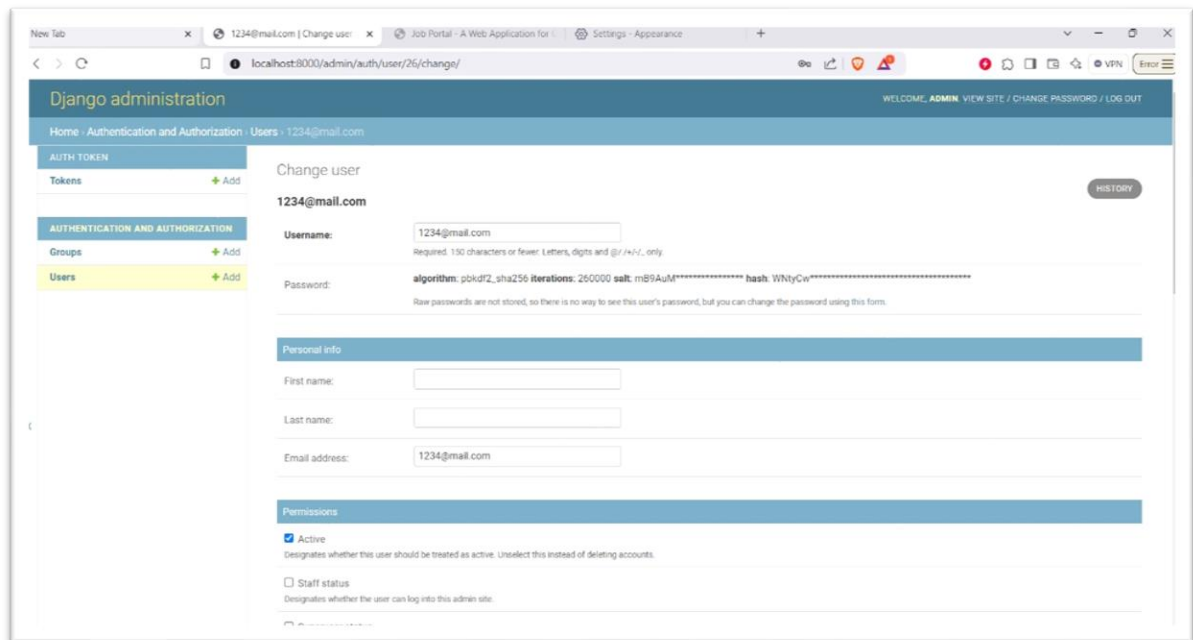 New Tab
1234@mail.com | Change user
Job Portal - A Web Application for
Settings - Appearance
localhost:8000/admin/auth/user/26/change/
VPN
Error
Django administration
WELCOME, ADMIN. VIEW SITE / CHANGE PASSWORD / LOG OUT
Home › Authentication and Authorization › Users › 1234@mail.com
AUTH TOKEN
Tokens
+ Add
AUTHENTICATION AND AUTHORIZATION
Groups
+ Add
Users
+ Add
Change user
HISTORY
1234@mail.com
Username:
1234@mail.com
Required. 150 characters or fewer. Letters, digits and @/./+/-/_ only.
Password:
algorithm: pbkdf2_sha256 iterations: 260000 salt: mB9AuM**************** hash: WNtyCw**************************************
Raw passwords are not stored, so there is no way to see this user's password, but you can change the password using this form.
Personal info
First name:
Last name:
Email address:
1234@mail.com
Permissions
Active
Designates whether this user should be treated as active. Unselect this instead of deleting accounts.
Staff status
Designates whether the user can log into this admin site.